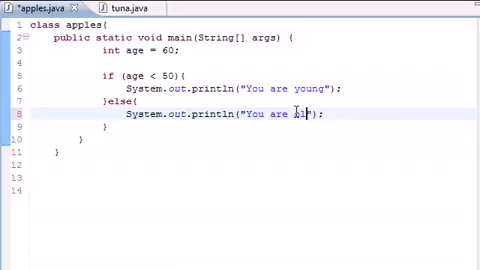 *apples.java
tuna.java
1 class apples{
2 public static void main(String[] args) {
3 int age = 60;
4
5 if (age < 50){
6 System.out.println("You are young");
7 }else{
8 System.out.println("You are ol");
9 }
10 }
11 }
12
13
14